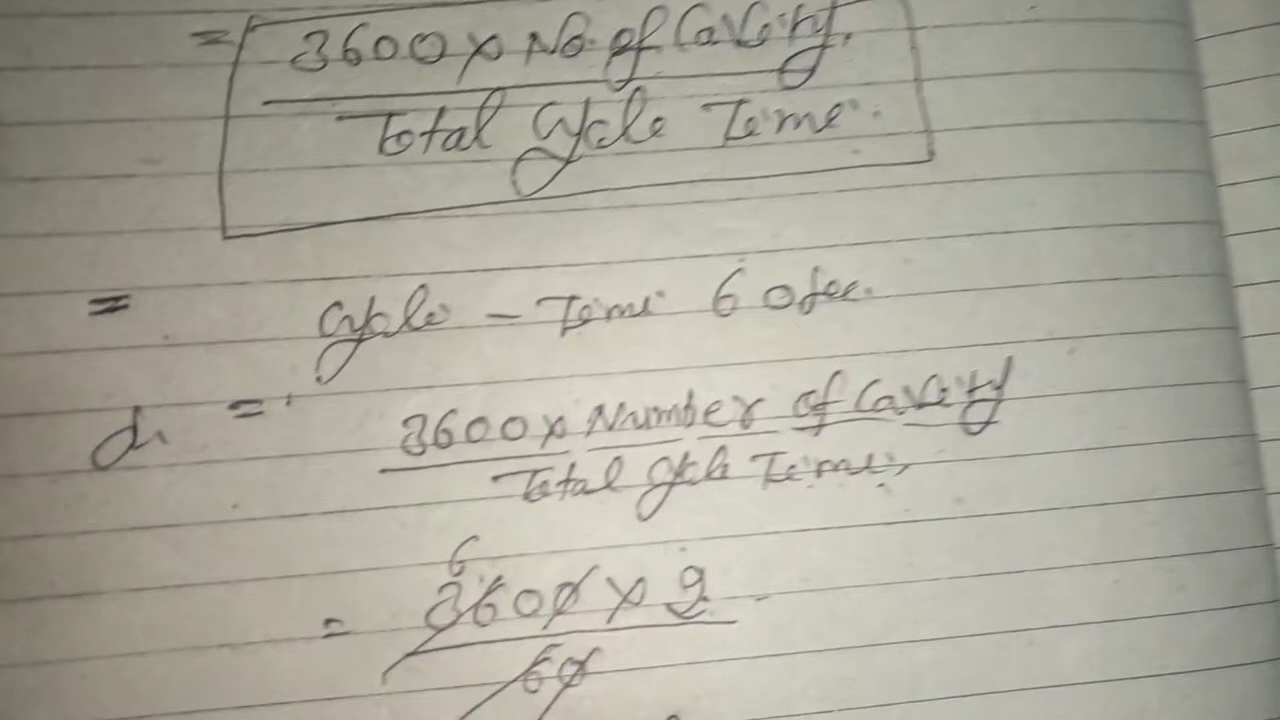 = 3600 x No. of Cavity.
Total Cycle Time.
= Cycle - Time 60 sec.
= 3600 x Number of Cavity
Total Cycle Time.
6
= 3600 x 2
60